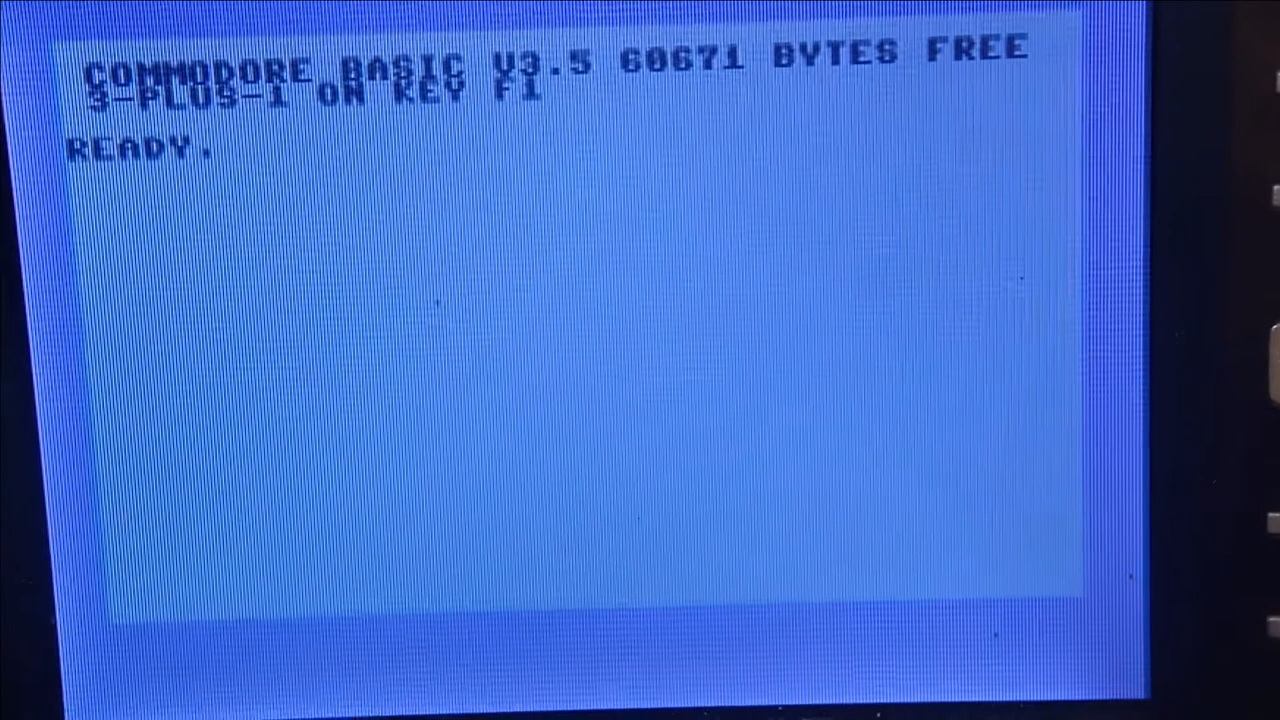 COMMODORE BASIC V3.5 60671 BYTES FREE
3-PLUS-1 ON KEY F1
READY.